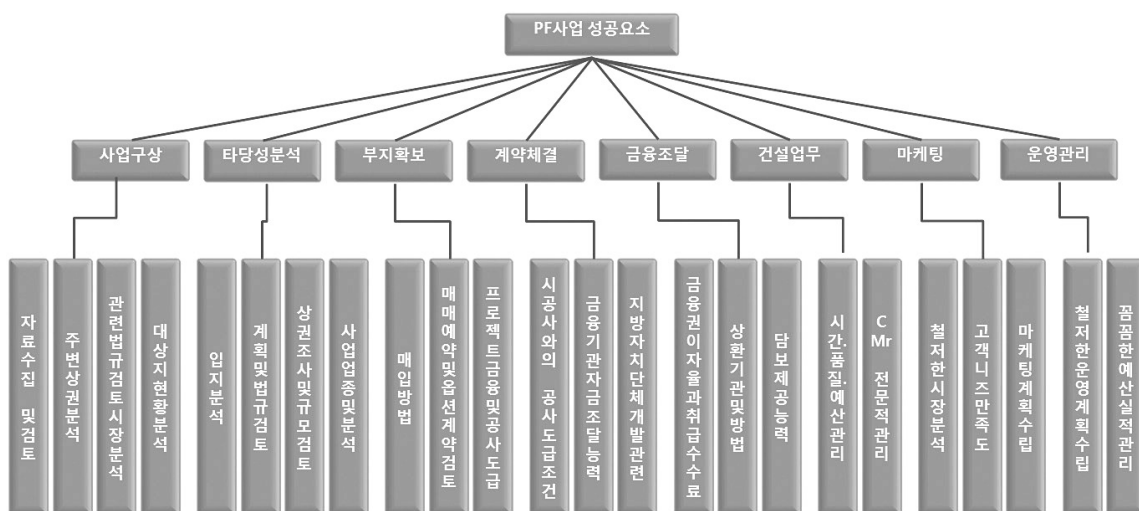 PF사업 성공요소
사업구상
타당성분석
부지확보
계약체결
금융조달
건설업무
마케팅
운영관리
자료수집 및검토
주변상권분석
관련법규검토시장분석
대상지현황분석
입지분석
계획및법규검토
상권조사및규모검토
사업업종및분석
매입방법
매매예약및옵션계약검토
프로젝트금융및공사도급
시공사와의 공사도급조건
금융기관자금조달능력
지방자치단체개발관련
금융권이자율과취급수수료
상환기관및방법
담보제공능력
시간.품질.예산관리
CMr 전문적관리
철저한시장분석
고객니즈만족도
마케팅계획수립
철저한운영계획수립
꼼꼼한예산실적관리